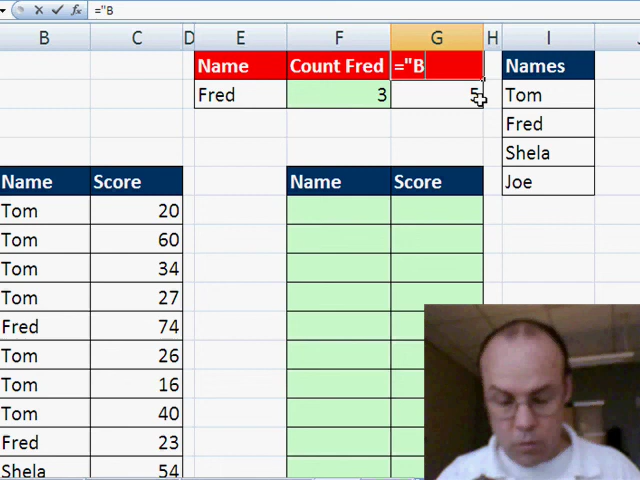 ="B
B C D E F G H I
Name Count Fred ="B Names
Fred 3 5 Tom
Fred
Shela
Name Score Name Score Joe
Tom 20
Tom 60
Tom 34
Tom 27
Fred 74
Tom 26
Tom 16
Tom 40
Fred 23
Shela 54